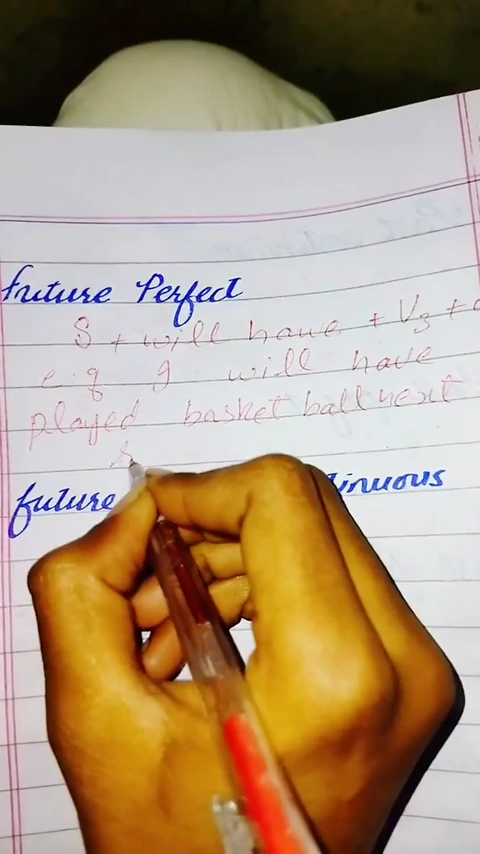 Future Perfect
S + will have + V3 + o
e.g I will have
played basket ball next
s
future tinuous